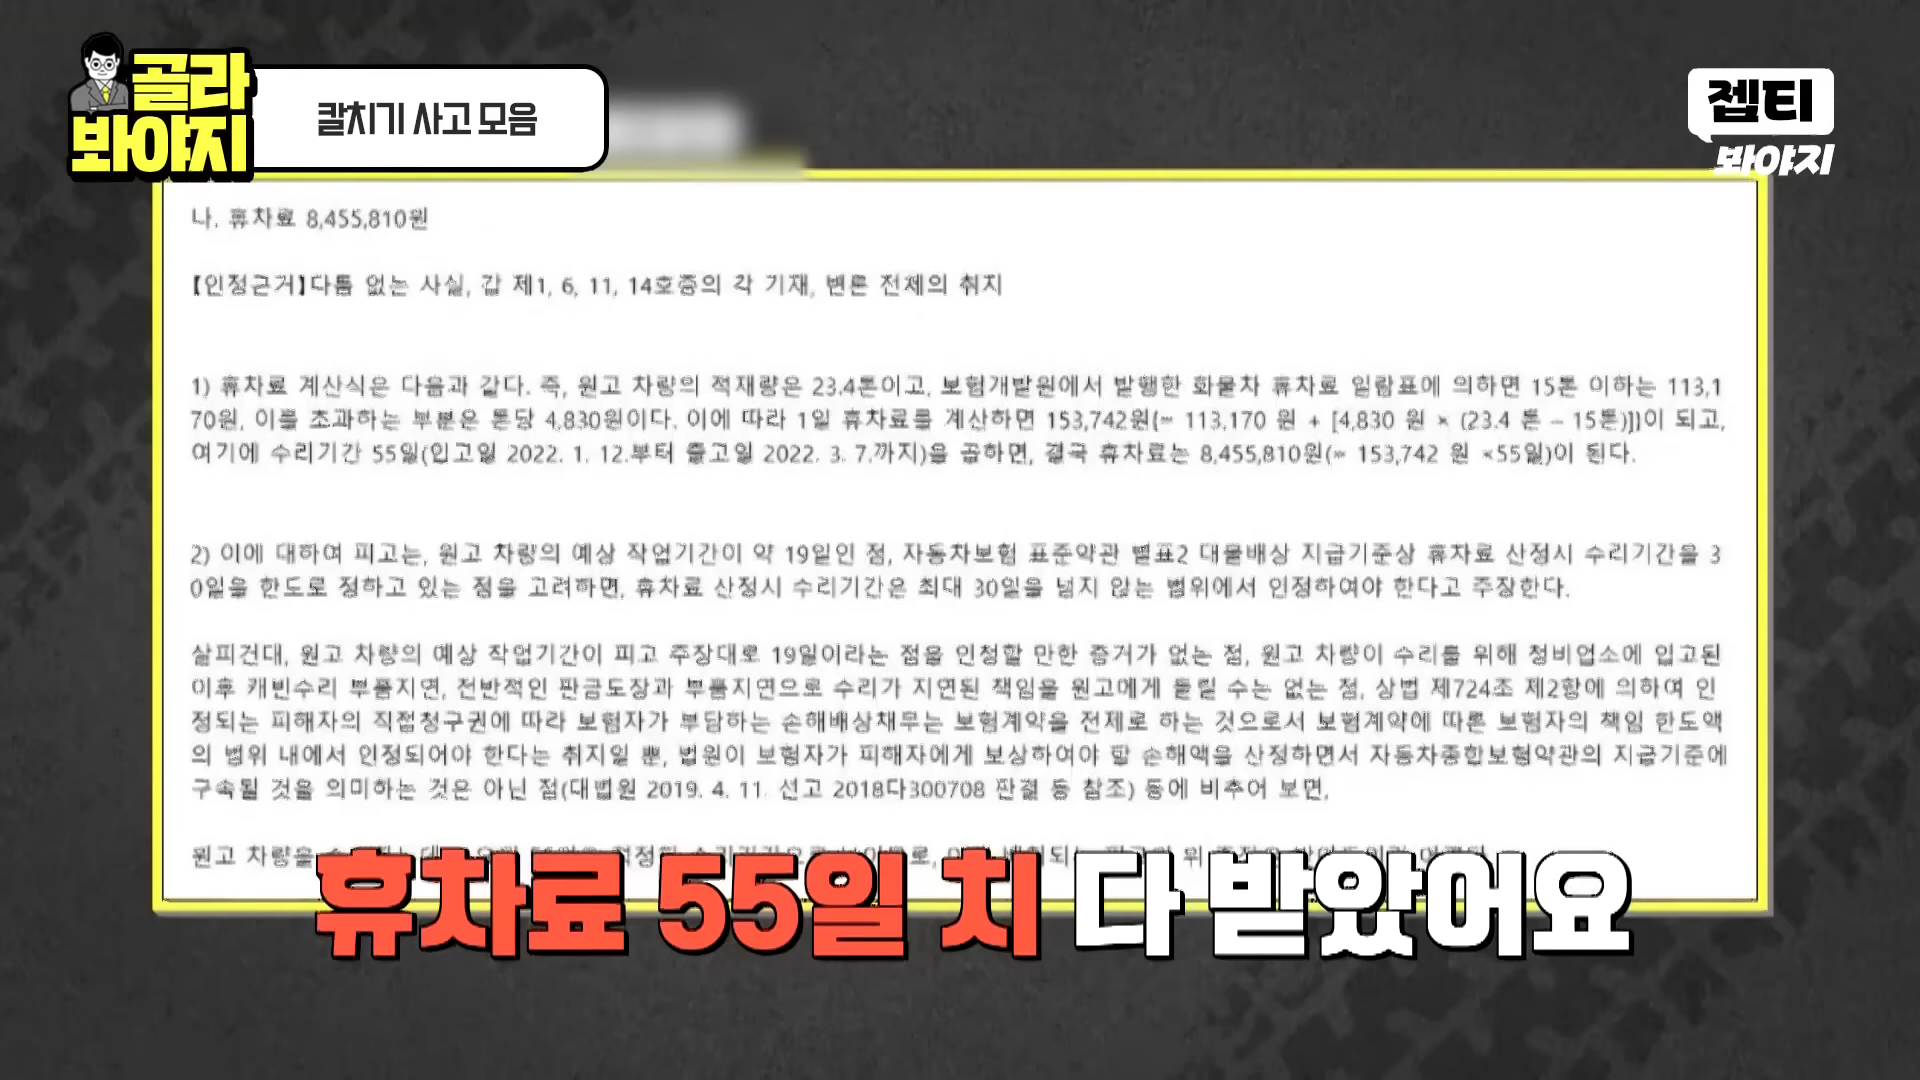 골라
봐야지
칼치기 사고 모음
젭티
봐야지
나. 휴차료 8,455,810원
【인정근거】다툼 없는 사실, 갑 제1, 6, 11, 14호증의 각 기재, 변론 전체의 취지
1) 휴차료 계산식은 다음과 같다. 즉, 원고 차량의 적재량은 23.4톤이고, 보험개발원에서 발행한 화물차 휴차료 일람표에 의하면 15톤 이하는 113,1
70원, 이를 초과하는 부분은 톤당 4,830원이다. 이에 따라 1일 휴차료를 계산하면 153,742원(≒ 113,170 원 + [4,830 원 × (23.4 톤 – 15톤)])이 되고,
여기에 수리기간 55일(입고일 2022. 1. 12.부터 출고일 2022. 3. 7.까지)을 곱하면, 결국 휴차료는 8,455,810원(≒ 153,742 원 ×55일)이 된다.
2) 이에 대하여 피고는, 원고 차량의 예상 작업기간이 약 19일인 점, 자동차보험 표준약관 별표2 대물배상 지급기준상 휴차료 산정시 수리기간을 3
0일을 한도로 정하고 있는 점을 고려하면, 휴차료 산정시 수리기간은 최대 30일을 넘지 않는 범위에서 인정하여야 한다고 주장한다.
살피건대, 원고 차량의 예상 작업기간이 피고 주장대로 19일이라는 점을 인정할 만한 증거가 없는 점, 원고 차량이 수리를 위해 정비업소에 입고된
이후 캐빈수리 부품지연, 전반적인 판금도장과 부품지연으로 수리가 지연된 책임을 원고에게 돌릴 수는 없는 점, 상법 제724조 제2항에 의하여 인
정되는 피해자의 직접청구권에 따라 보험자가 부담하는 손해배상채무는 보험계약을 전제로 하는 것으로서 보험계약에 따른 보험자의 책임 한도액
의 범위 내에서 인정되어야 한다는 취지일 뿐, 법원이 보험자가 피해자에게 보상하여야 할 손해액을 산정하면서 자동차종합보험약관의 지급기준에
구속될 것을 의미하는 것은 아닌 점(대법원 2019. 4. 11. 선고 2018다300708 판결 등 참조) 등에 비추어 보면,
원고 차량을
휴차료 55일 치 다 받았어요